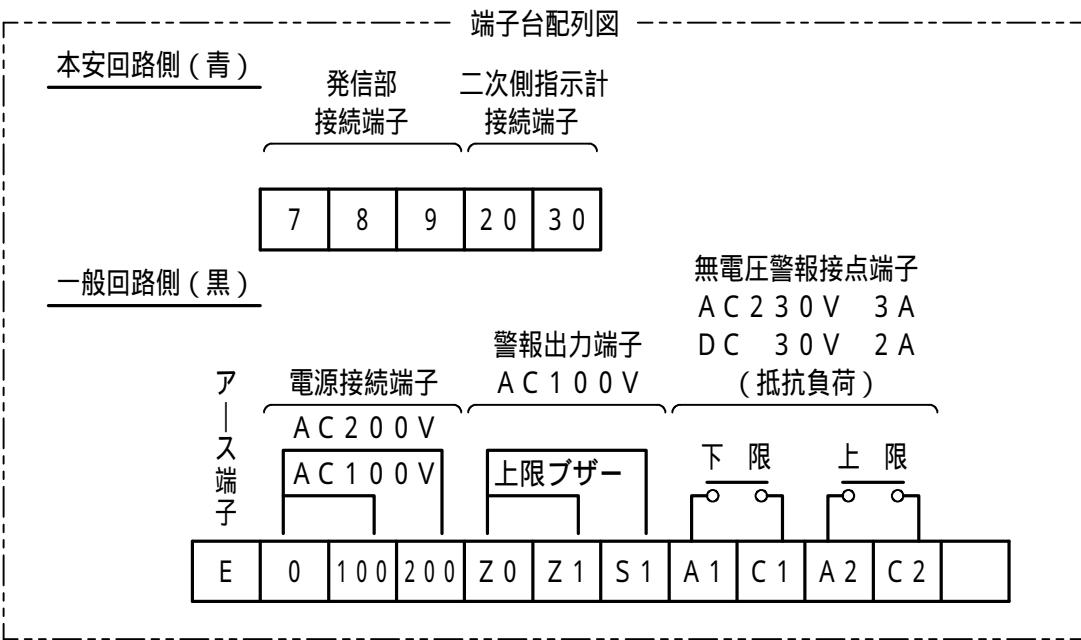 端子台配列図
本安回路側(青)
発信部
接続端子
二次側指示計
接続端子
7 8 9 20 30
一般回路側(黒)
無電圧警報接点端子
AC230V 3A
DC 30V 2A
(抵抗負荷)
警報出力端子
AC100V
アース端子
電源接続端子
AC200V
AC100V
上限ブザー
下限
上限
E 0 100 200 Z0 Z1 S1 A1 C1 A2 C2